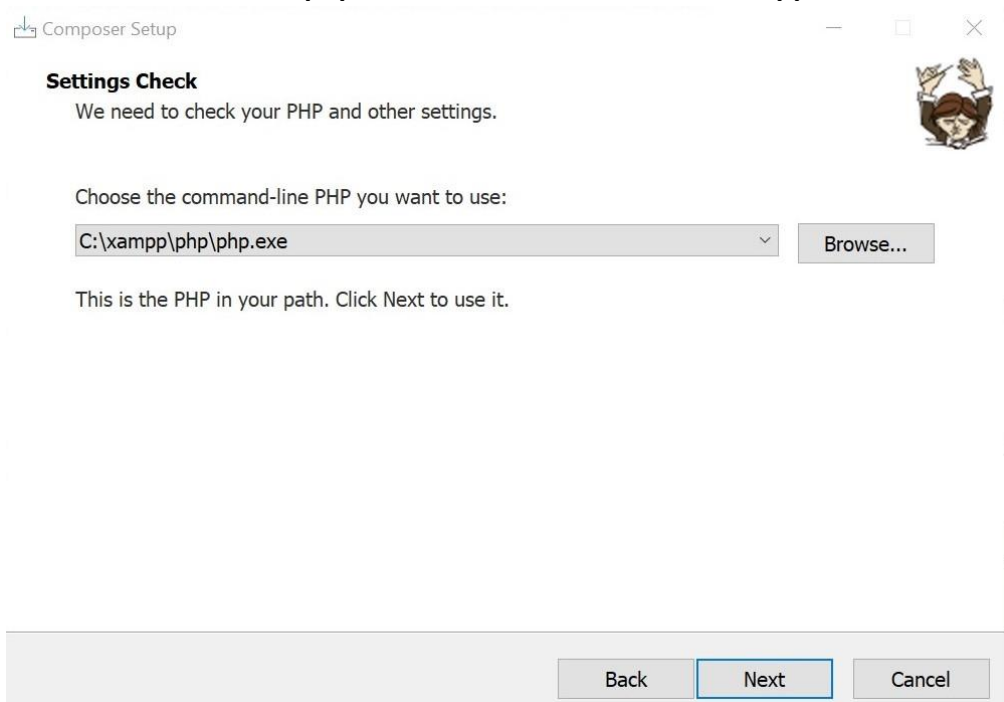 Composer Setup
Settings Check
We need to check your PHP and other settings.
Choose the command-line PHP you want to use:
C:\xampp\php\php.exe
Browse...
This is the PHP in your path. Click Next to use it.
Back Next Cancel